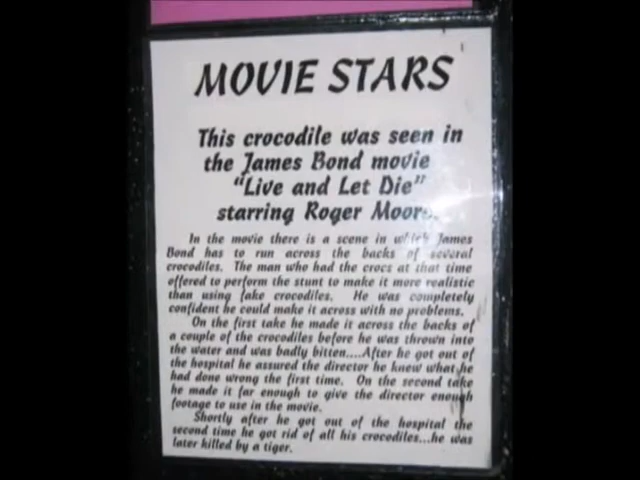 MOVIE STARS
This crocodile was seen in
the James Bond movie
"Live and Let Die"
starring Roger Moore.
In the movie there is a scene in which James
Bond has to run across the backs of several
crocodiles. The man who had the crocs at that time
offered to perform the stunt to make it more realistic
than using fake crocodiles. He was completely
confident he could make it across with no problems.
On the first take he made it across the backs of
a couple of the crocodiles before he was thrown into
the water and was badly bitten....After he got out of
the hospital he assured the director he knew what he
had done wrong the first time. On the second take
he made it far enough to give the director enough
footage to use in the movie.
Shortly after he got out of the hospital the
second time he got rid of all his crocodiles...he was
later killed by a tiger.